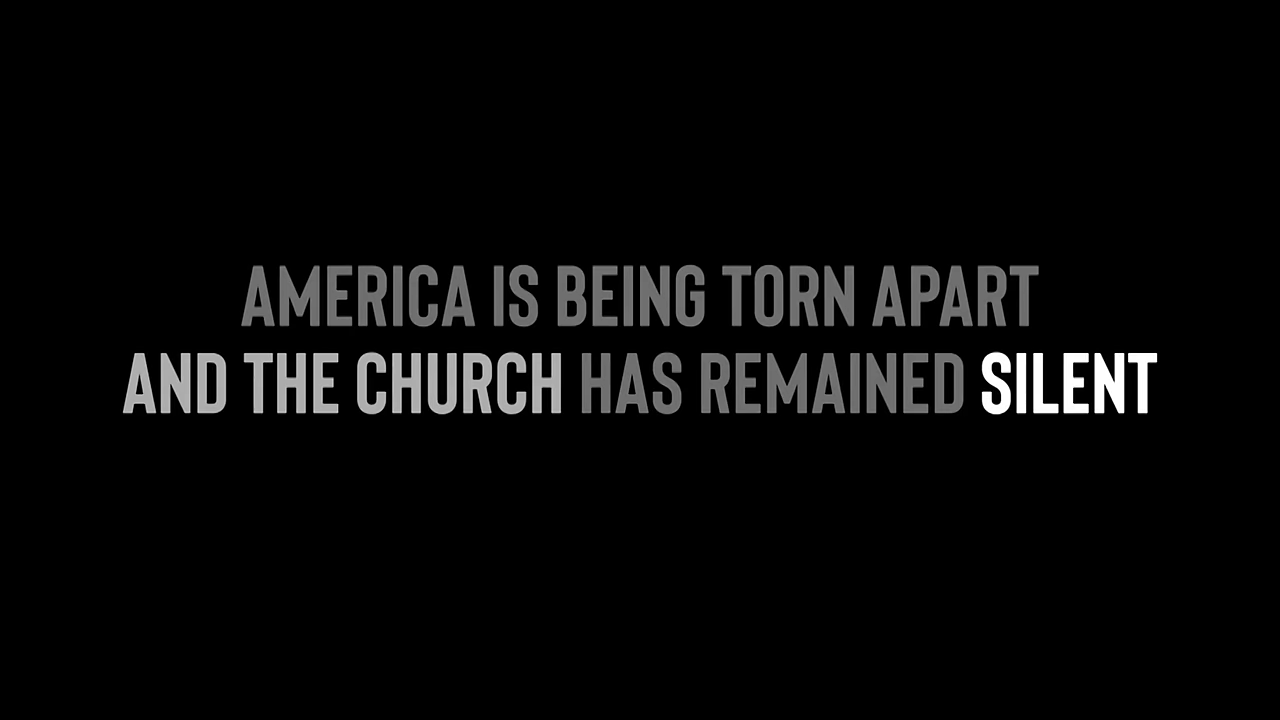 AMERICA IS BEING TORN APART
AND THE CHURCH HAS REMAINED SILENT